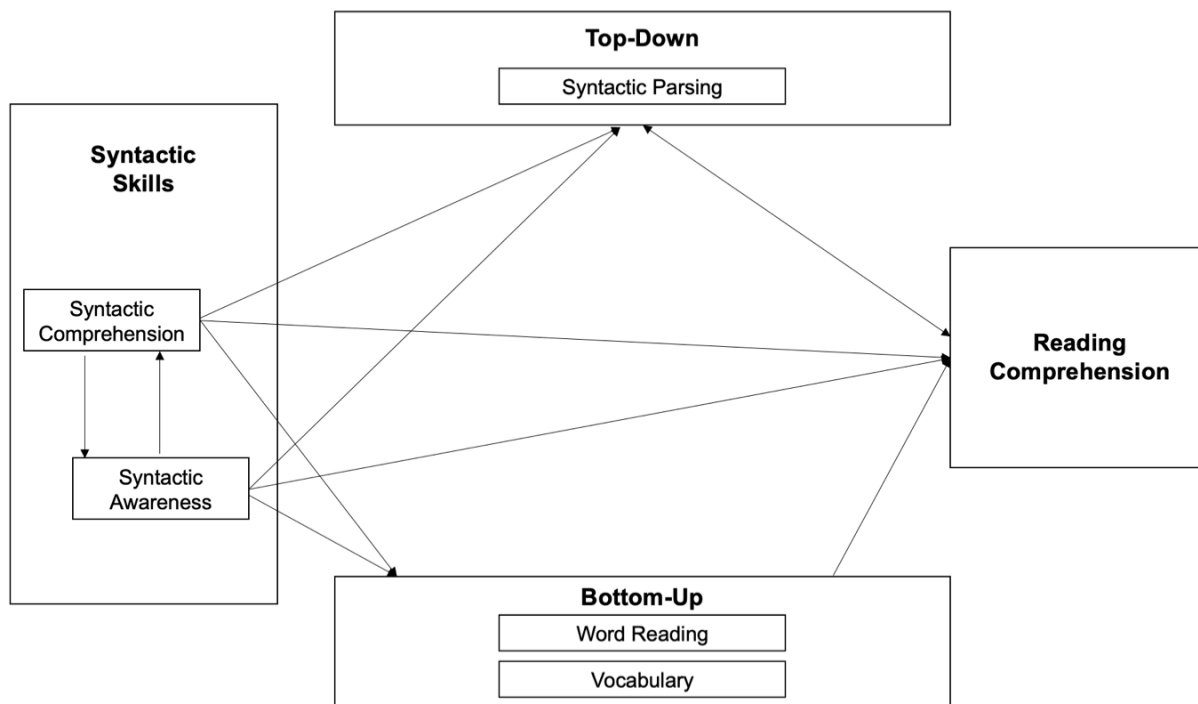 Top-Down
Syntactic Parsing
Syntactic
Skills
Syntactic
Comprehension
Syntactic
Awareness
Reading
Comprehension
Bottom-Up
Word Reading
Vocabulary